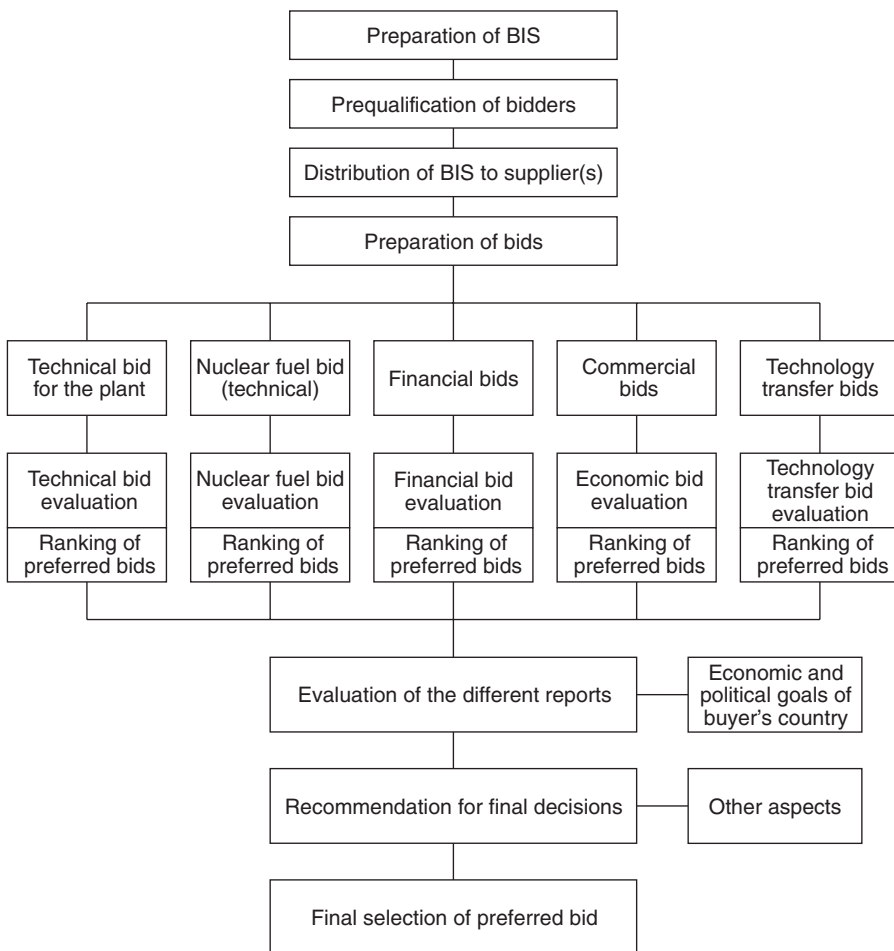 Preparation of BIS
Prequalification of bidders
Distribution of BIS to supplier(s)
Preparation of bids
Technical bid
for the plant
Nuclear fuel bid
(technical)
Financial bids
Commercial
bids
Technology
transfer bids
Technical bid
evaluation
Nuclear fuel bid
evaluation
Financial bid
evaluation
Economic bid
evaluation
Technology
transfer bid
evaluation
Ranking of
preferred bids
Ranking of
preferred bids
Ranking of
preferred bids
Ranking of
preferred bids
Ranking of
preferred bids
Evaluation of the different reports
Economic and
political goals of
buyer's country
Recommendation for final decisions
Other aspects
Final selection of preferred bid